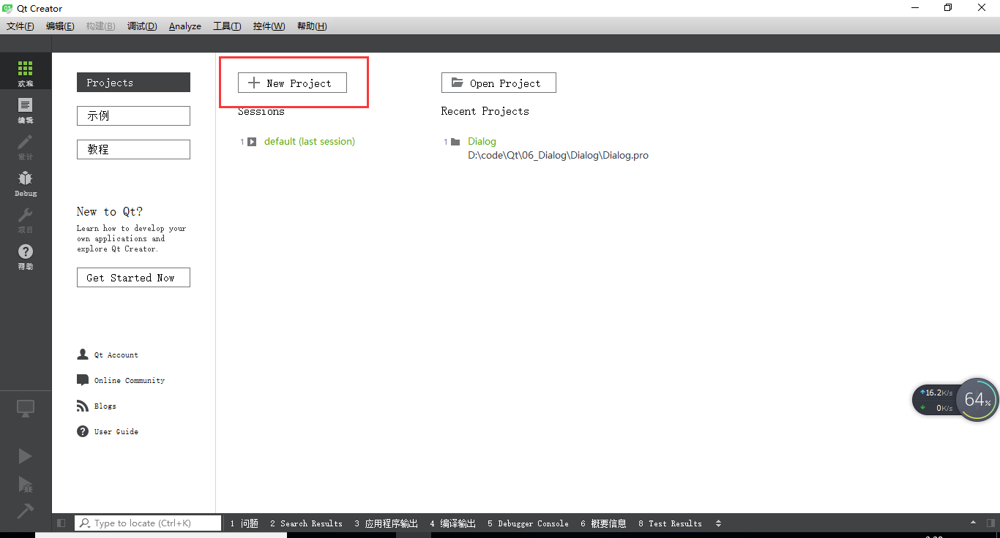 Qt Creator
文件(F) 编辑(E) 构建(B) 调试(D) Analyze 工具(T) 控件(W) 帮助(H)
欢迎
编辑
设计
Debug
项目
帮助
Projects
示例
教程
New to Qt?
Learn how to develop your
own applications and
explore Qt Creator.
Get Started Now
Qt Account
Online Community
Blogs
User Guide
New Project
Sessions
1 default (last session)
Open Project
Recent Projects
1 Dialog
D:\code\Qt\06_Dialog\Dialog\Dialog.pro
16.2K/s
0K/s
64%
Type to locate (Ctrl+K) 1 问题 2 Search Results 3 应用程序输出 4 编译输出 5 Debugger Console 6 概要信息 8 Test Results